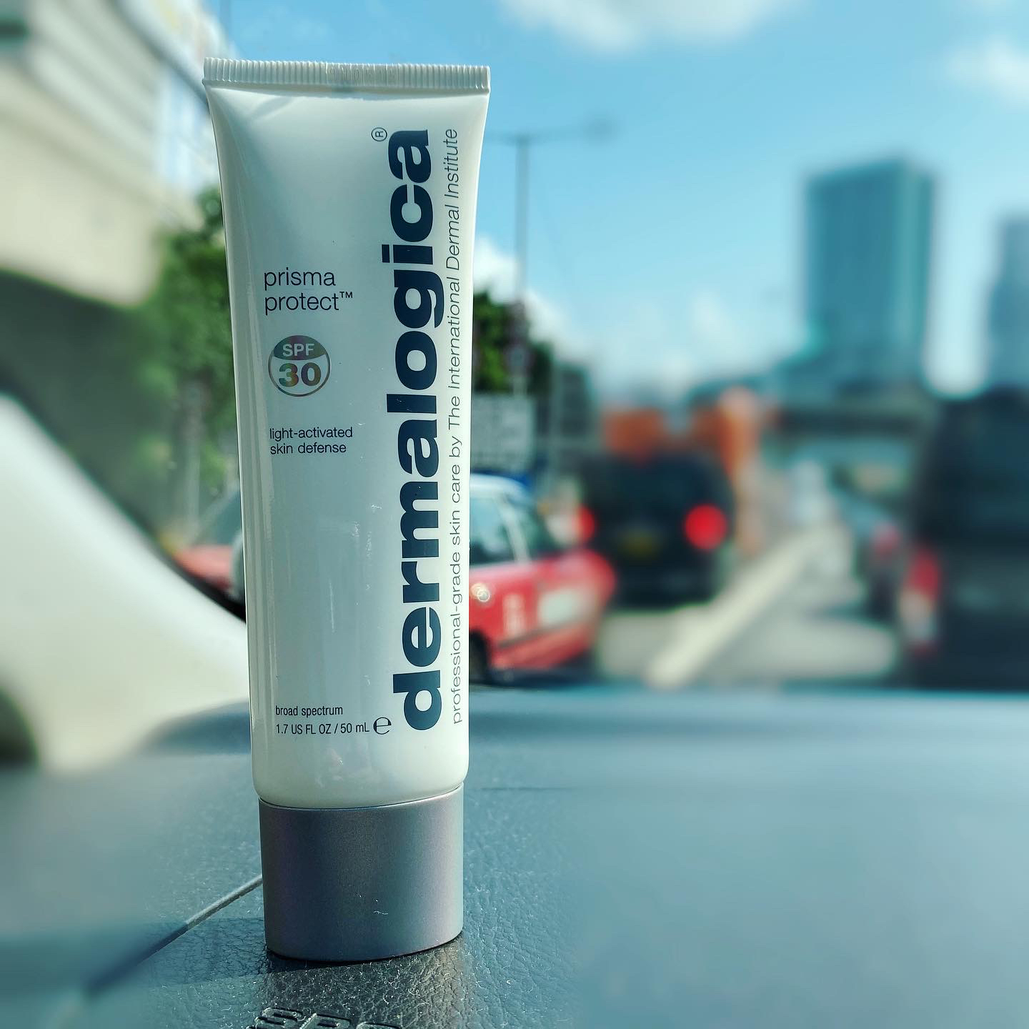 prisma
protect™
SPF
30
light-activated
skin defense
dermalogica®
professional-grade skin care by The International Dermal Institute
broad spectrum
1.7 US FL OZ / 50 mL ℮